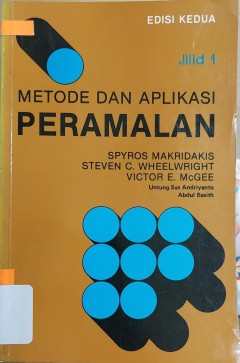 EDISI KEDUA
Jilid 1
METODE DAN APLIKASI
PERAMALAN
SPYROS MAKRIDAKIS
STEVEN C. WHEELWRIGHT
VICTOR E. McGEE
Untung Sus Andriyanto
Abdul Basith